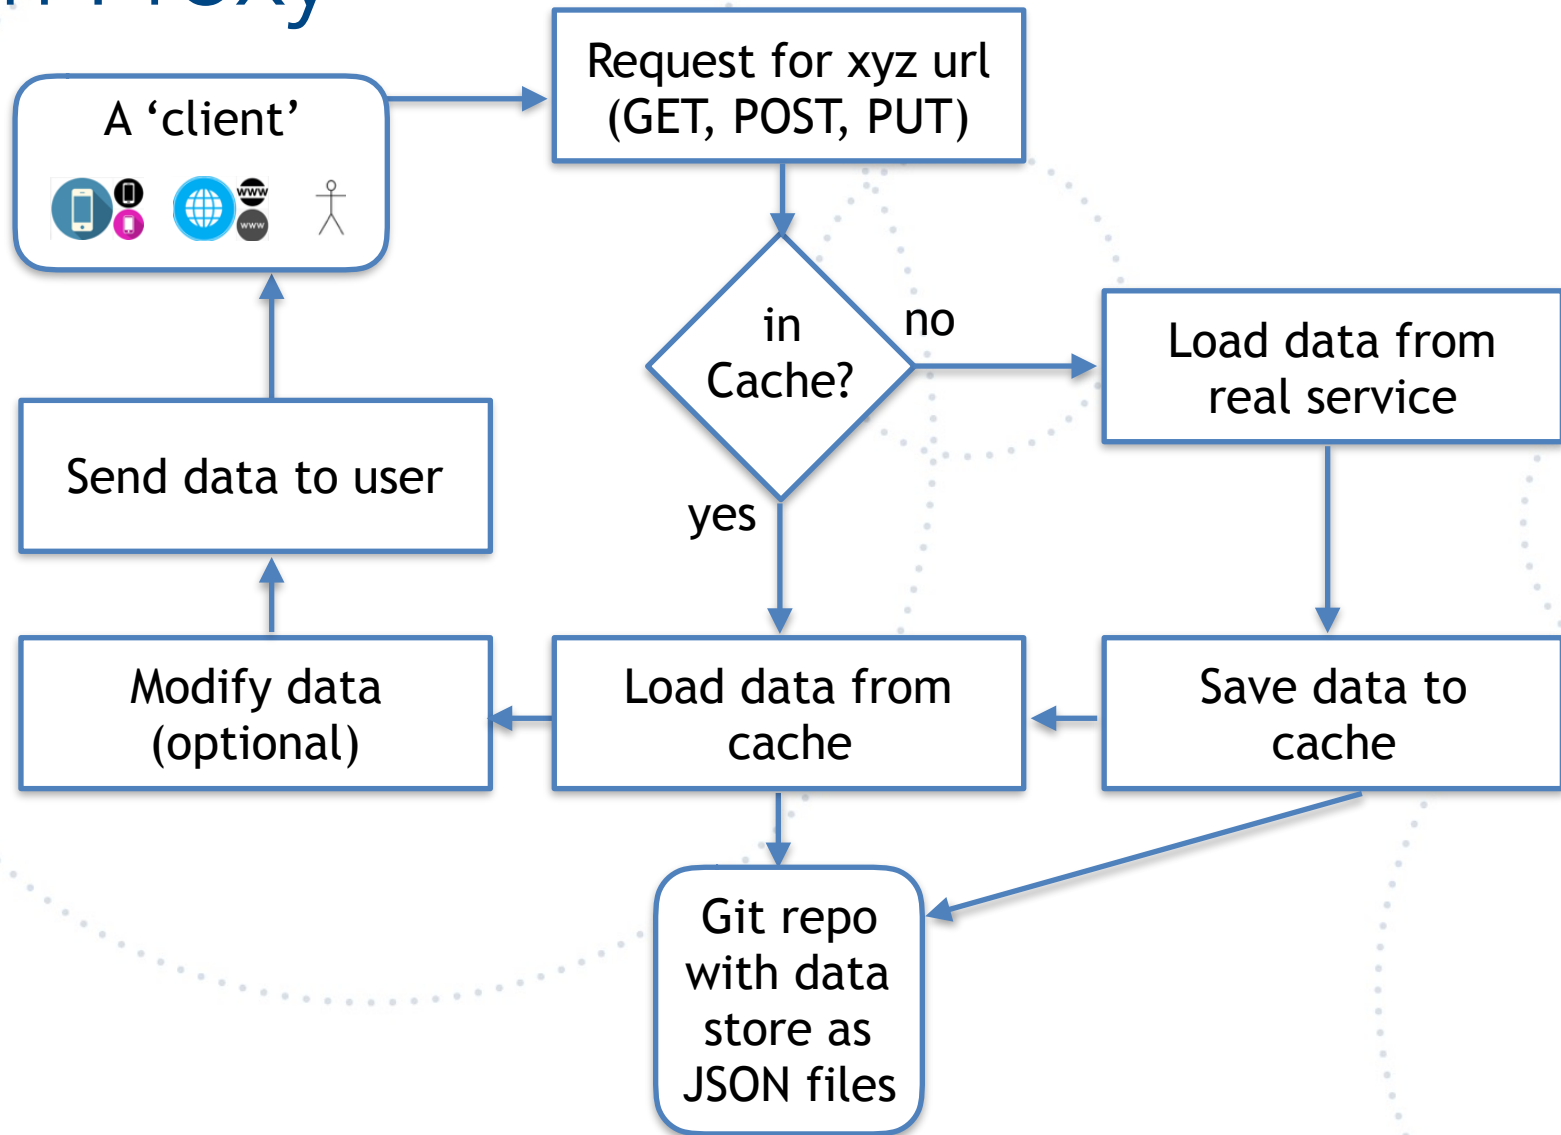 Proxy
A ‘client’
www
www
Request for xyz url
(GET, POST, PUT)
in
Cache?
no
yes
Load data from
real service
Send data to user
Modify data
(optional)
Load data from
cache
Save data to
cache
Git repo
with data
store as
JSON files